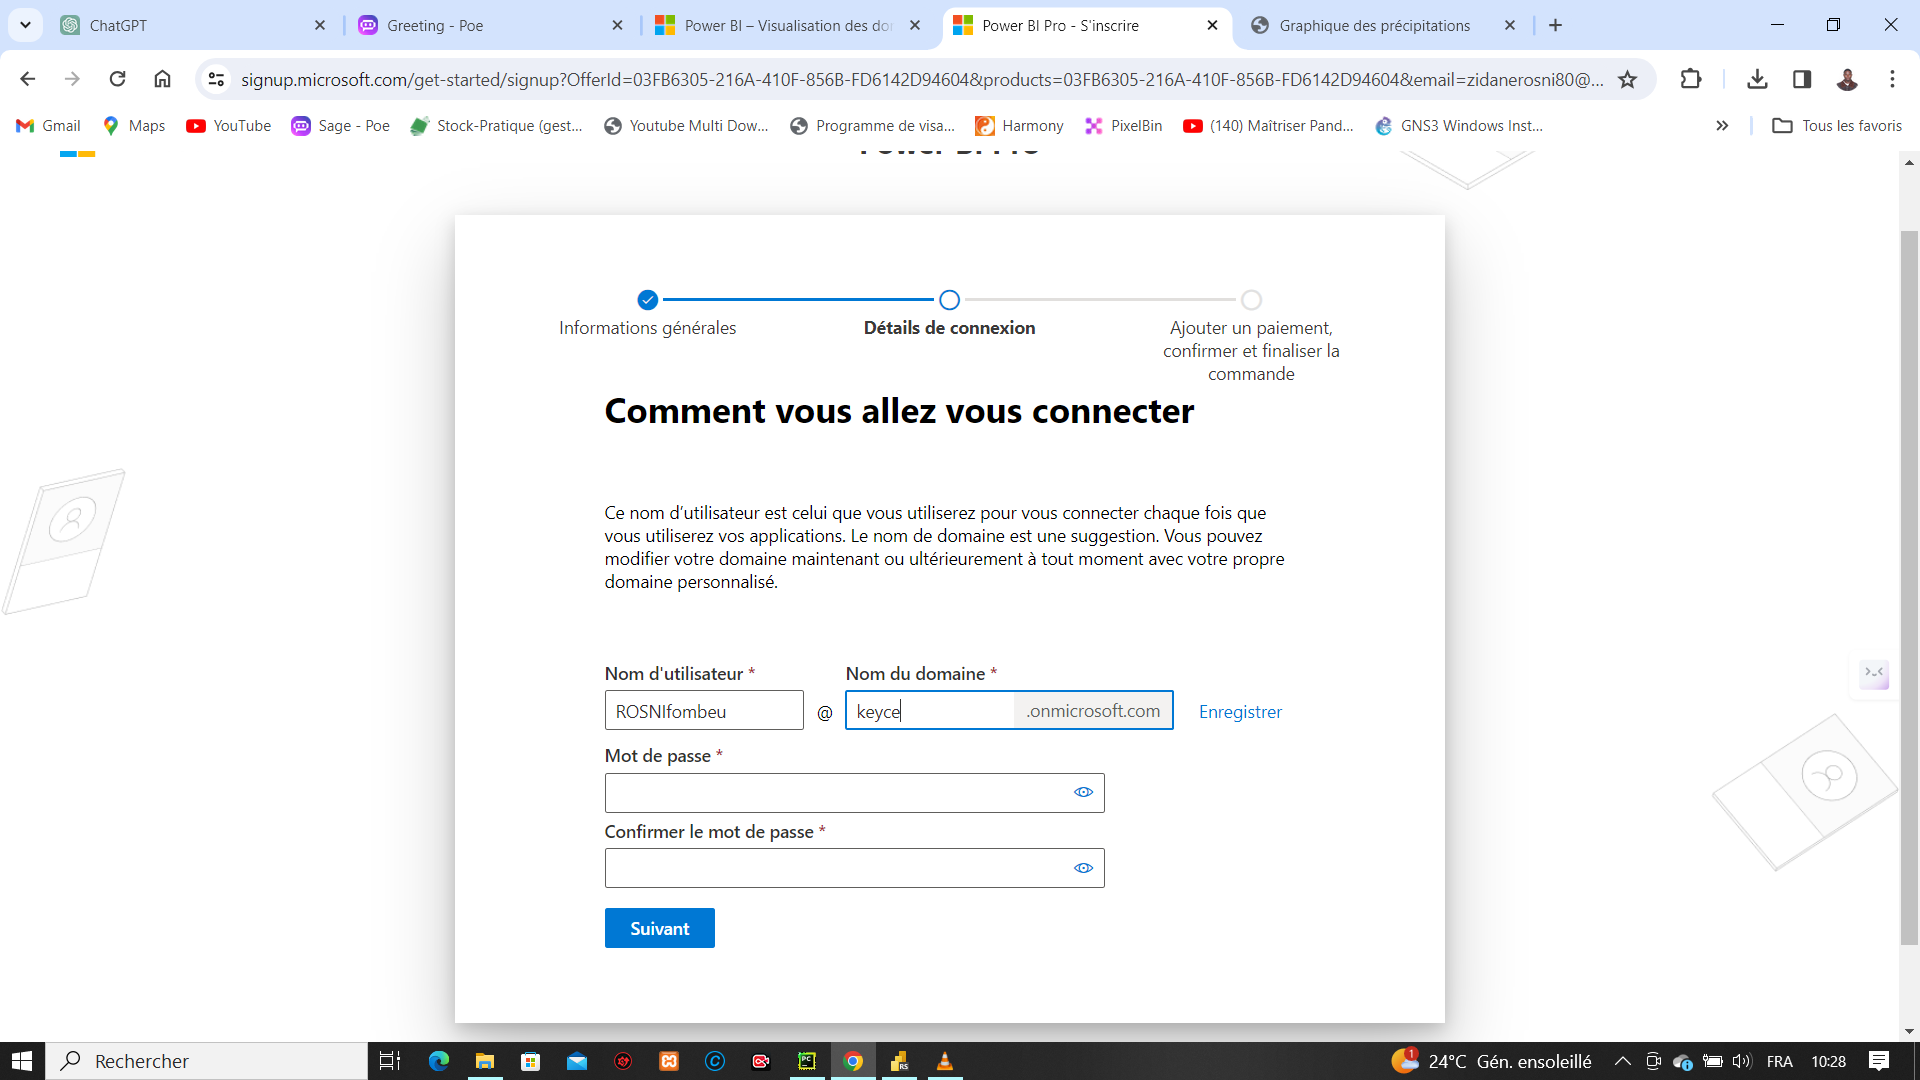 ChatGPT
Greeting - Poe
Power BI – Visualisation des do
Power BI Pro - S'inscrire
Graphique des précipitations
signup.microsoft.com/get-started/signup?OfferId=03FB6305-216A-410F-856B-FD6142D94604&products=03FB6305-216A-410F-856B-FD6142D94604&email=zidanerosni80@...
Gmail
Maps
YouTube
Sage - Poe
Stock-Pratique (gest...
Youtube Multi Dow...
Programme de visa...
Harmony
PixelBin
(140) Maîtriser Pand...
GNS3 Windows Inst...
Tous les favoris
Power BI Pro
Informations générales
Détails de connexion
Ajouter un paiement,
confirmer et finaliser la
commande
Comment vous allez vous connecter
Ce nom d’utilisateur est celui que vous utiliserez pour vous connecter chaque fois que
vous utiliserez vos applications. Le nom de domaine est une suggestion. Vous pouvez
modifier votre domaine maintenant ou ultérieurement à tout moment avec votre propre
domaine personnalisé.
Nom d'utilisateur *
Nom du domaine *
ROSNIfombeu
@
keyce
.onmicrosoft.com
Enregistrer
Mot de passe *
Confirmer le mot de passe *
Suivant
Rechercher
1
24°C Gén. ensoleillé
FRA
10:28